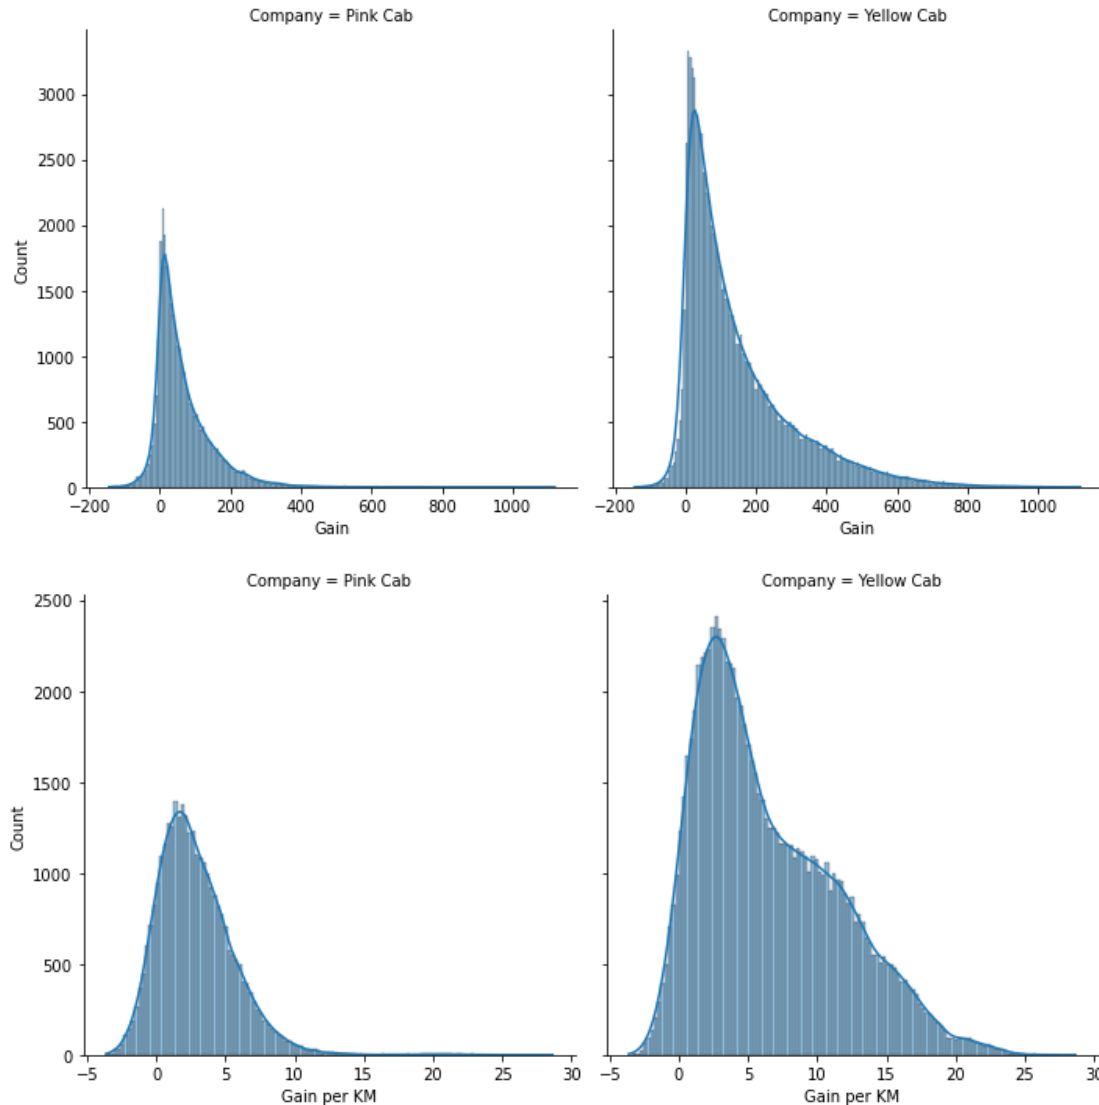 Company = Pink Cab
Company = Yellow Cab
3000
2500
2000
1500
1000
500
0
Count
−200 0 200 400 600 800 1000
−200 0 200 400 600 800 1000
Gain
Gain
Company = Pink Cab
Company = Yellow Cab
2500
2000
1500
1000
500
0
Count
−5 0 5 10 15 20 25 30
−5 0 5 10 15 20 25 30
Gain per KM
Gain per KM